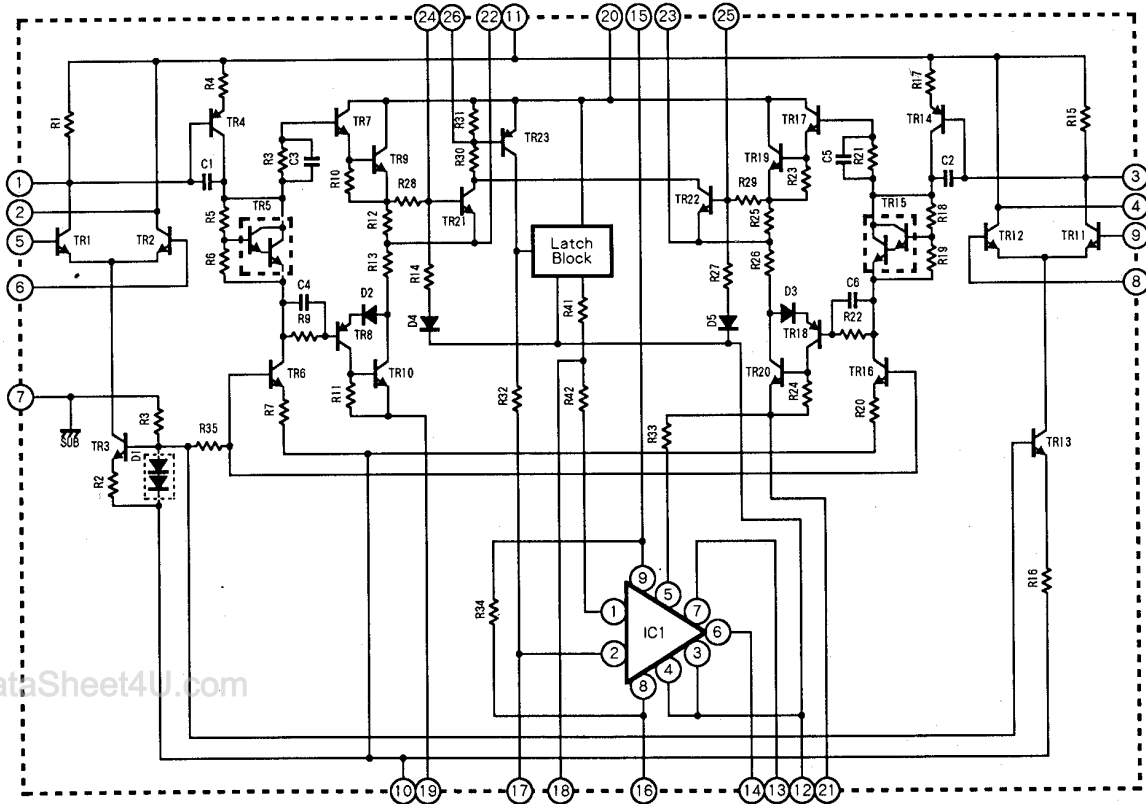 24 26 22 15 11 20 23 25
R1
R4
TR4
C1
R3
C3
TR7
TR9
R10
R28
R31
R30
TR23
TR21
TR17
TR19
R23
R29
TR22
C5
R21
R17
TR14
C2
R15
1
2
5
6
7
3
4
9
8
TR1
TR2
R5
R6
TR5
R12
R13
R14
D4
Latch
Block
R41
R42
R25
R26
R27
D5
TR15
R18
R19
TR12
TR11
C4
R9
D2
TR8
TR6
R7
R11
TR10
R32
D3
TR18
C6
R22
TR20
R24
TR16
R20
R33
SUB
R3
TR3
R2
D1
R35
TR13
R16
R34
IC1
9
5
7
1
6
2
3
4
8
ataSheet4U.com
10 19 17 18 16 14 13 12 21